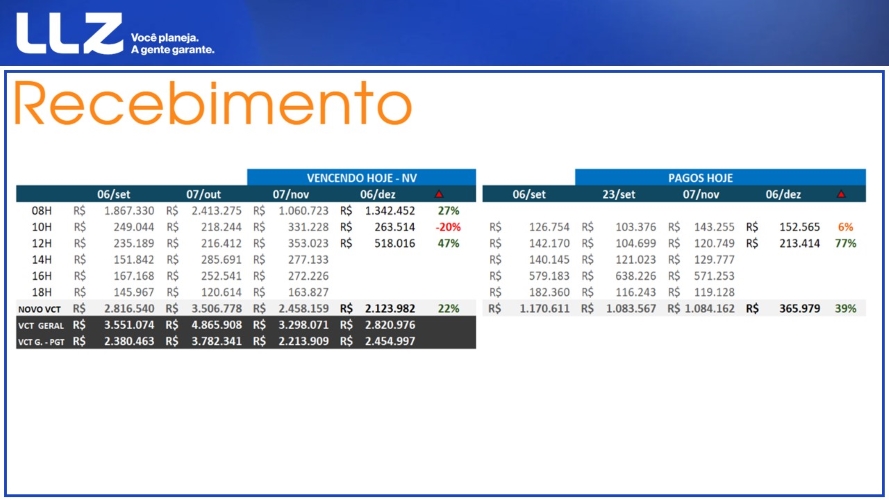 LLZ Você planeja.
A gente garante.
Recebimento
VENCENDO HOJE - NV PAGOS HOJE
06/set 07/out 07/nov 06/dez ▲ 06/set 23/set 07/nov 06/dez ▲
08H R$ 1.867.330 R$ 2.413.275 R$ 1.060.723 R$ 1.342.452 27%
10H R$ 249.044 R$ 218.244 R$ 331.228 R$ 263.514 -20% R$ 126.754 R$ 103.376 R$ 143.255 R$ 152.565 6%
12H R$ 235.189 R$ 216.412 R$ 353.023 R$ 518.016 47% R$ 142.170 R$ 104.699 R$ 120.749 R$ 213.414 77%
14H R$ 151.842 R$ 285.691 R$ 277.133 R$ 140.145 R$ 121.023 R$ 129.777
16H R$ 167.168 R$ 252.541 R$ 272.226 R$ 579.183 R$ 638.226 R$ 571.253
18H R$ 145.967 R$ 120.614 R$ 163.827 R$ 182.360 R$ 116.243 R$ 119.128
NOVO VCT R$ 2.816.540 R$ 3.506.778 R$ 2.458.159 R$ 2.123.982 22% R$ 1.170.611 R$ 1.083.567 R$ 1.084.162 R$ 365.979 39%
VCT GERAL R$ 3.551.074 R$ 4.865.908 R$ 3.298.071 R$ 2.820.976
VCT G. - PGT R$ 2.380.463 R$ 3.782.341 R$ 2.213.909 R$ 2.454.997